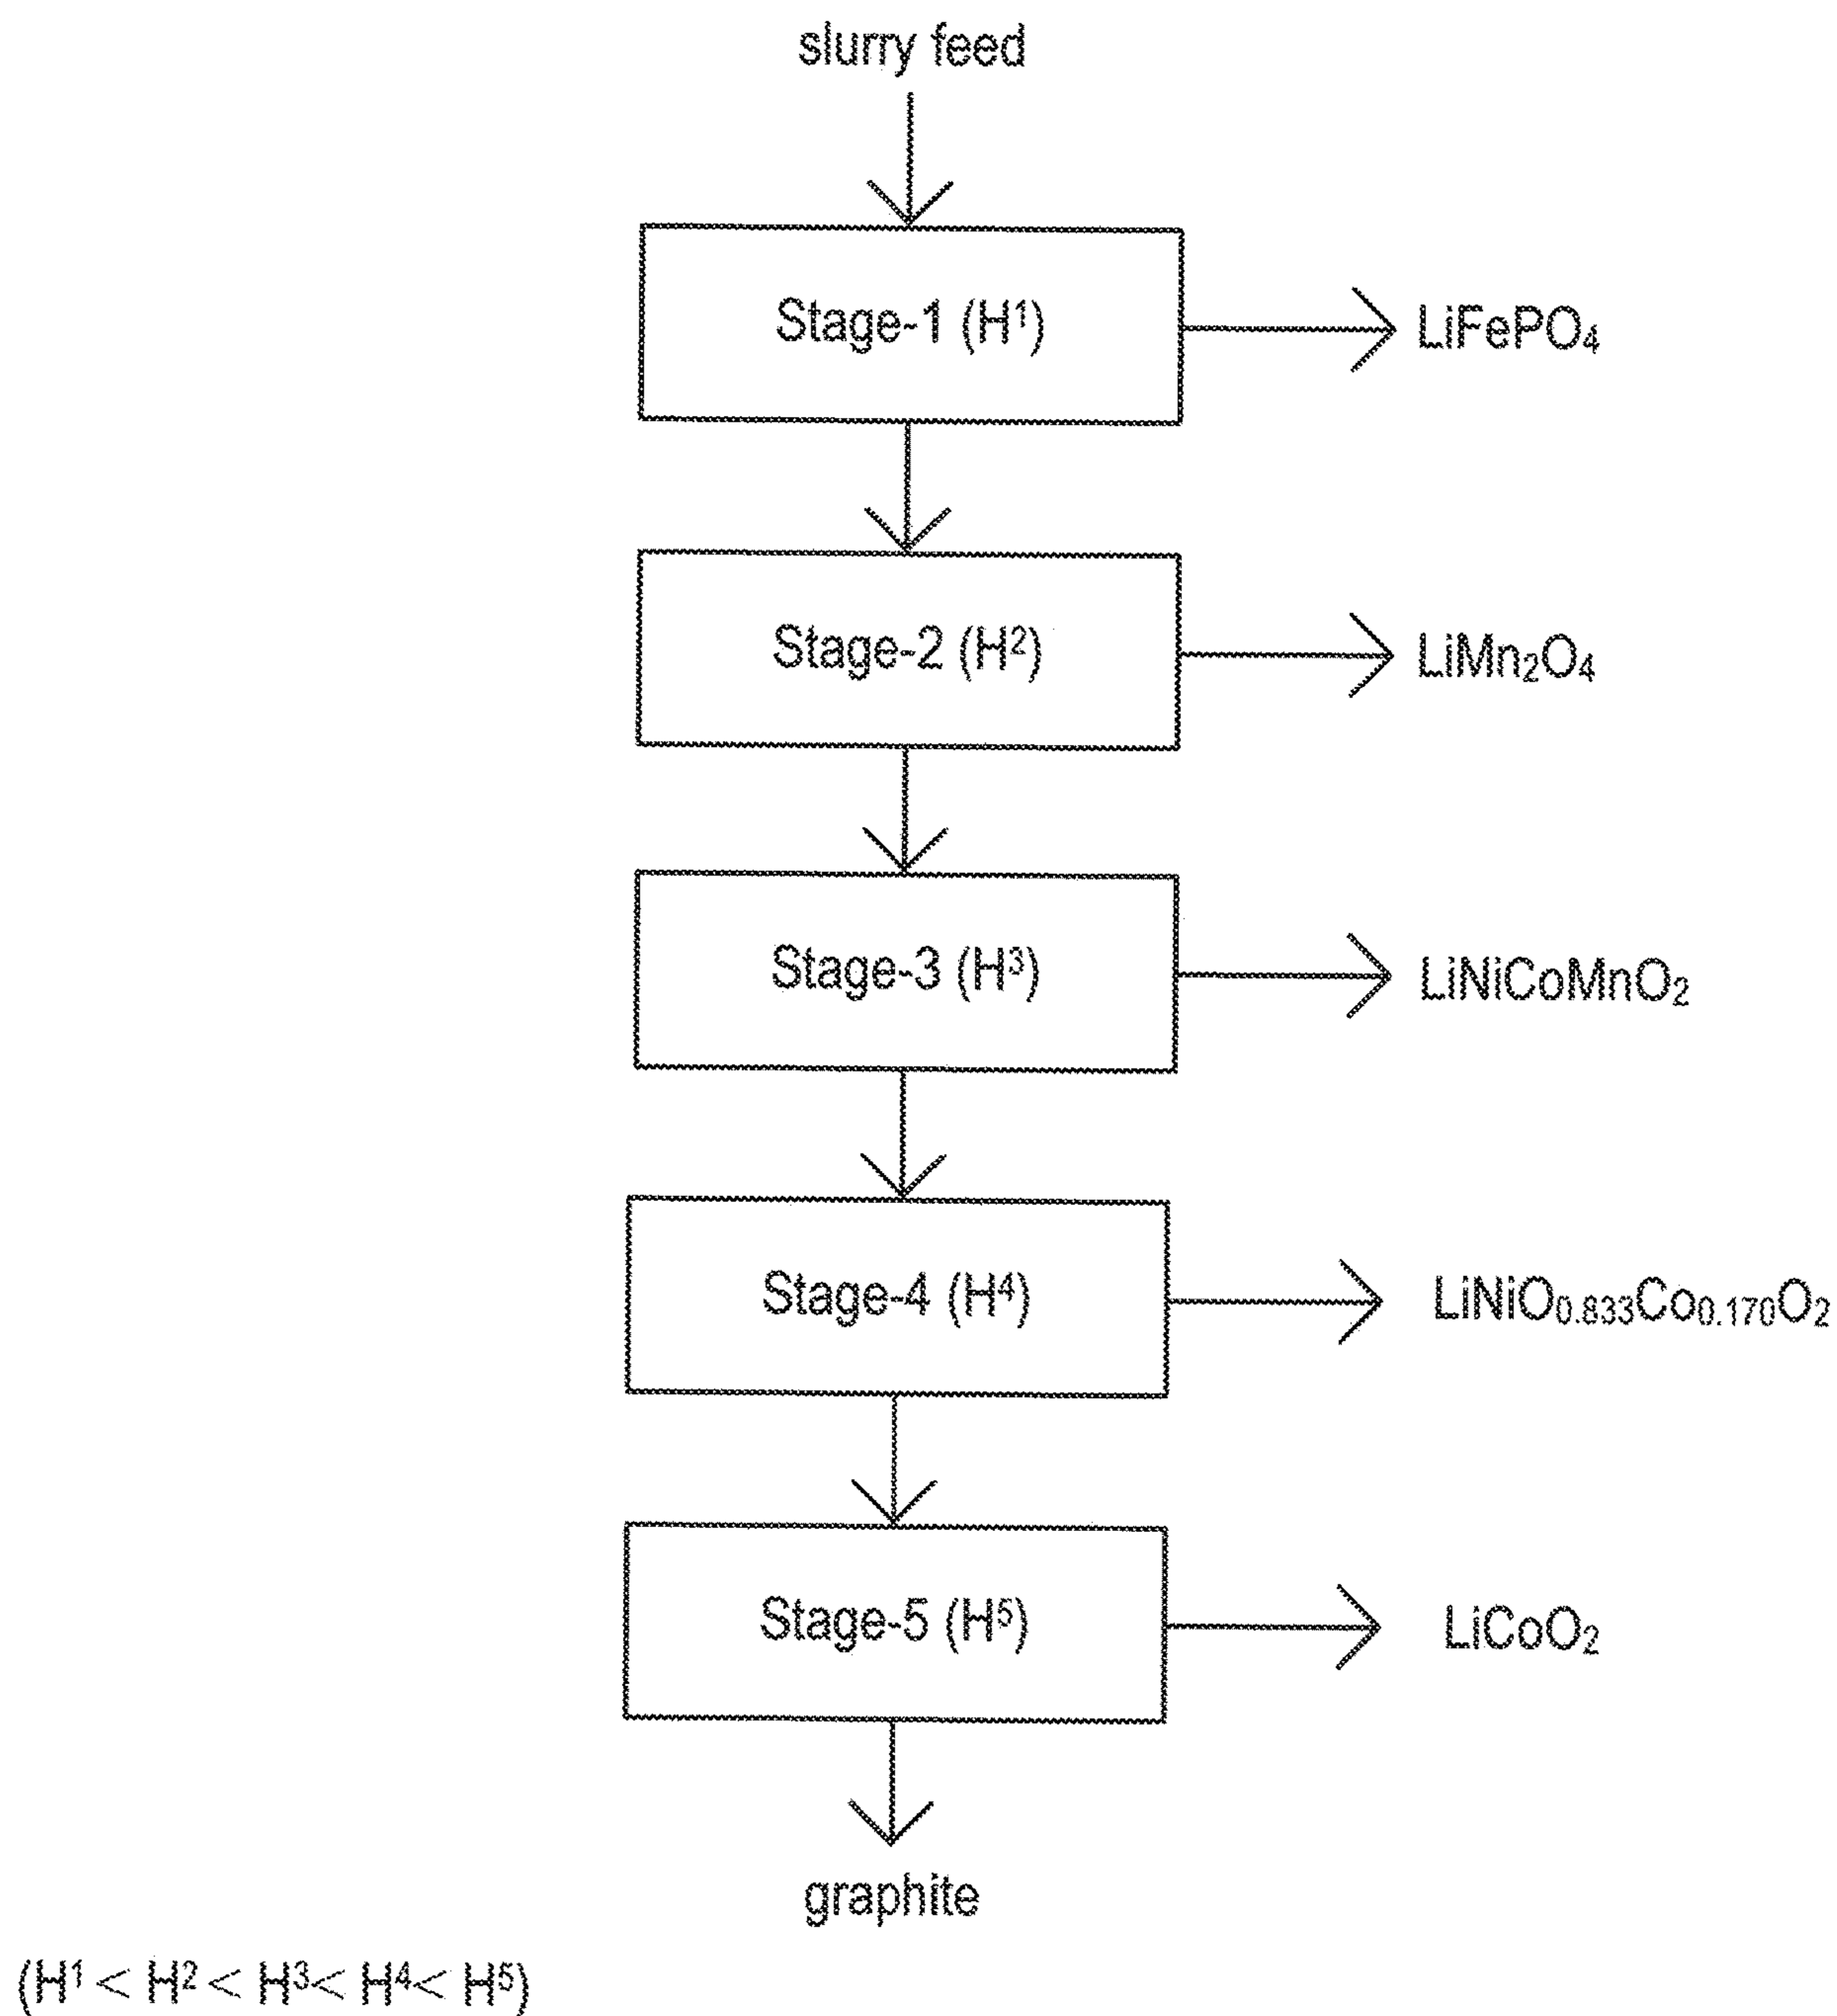 slurry feed
Stage-1 (H¹)
LiFePO₄
Stage-2 (H²)
LiMn₂O₄
Stage-3 (H³)
LiNiCoMnO₂
Stage-4 (H⁴)
LiNiO₀.₈₃₃Co₀.₁₇₀O₂
Stage-5 (H⁵)
LiCoO₂
graphite
(H¹ < H² < H³< H⁴< H⁵)